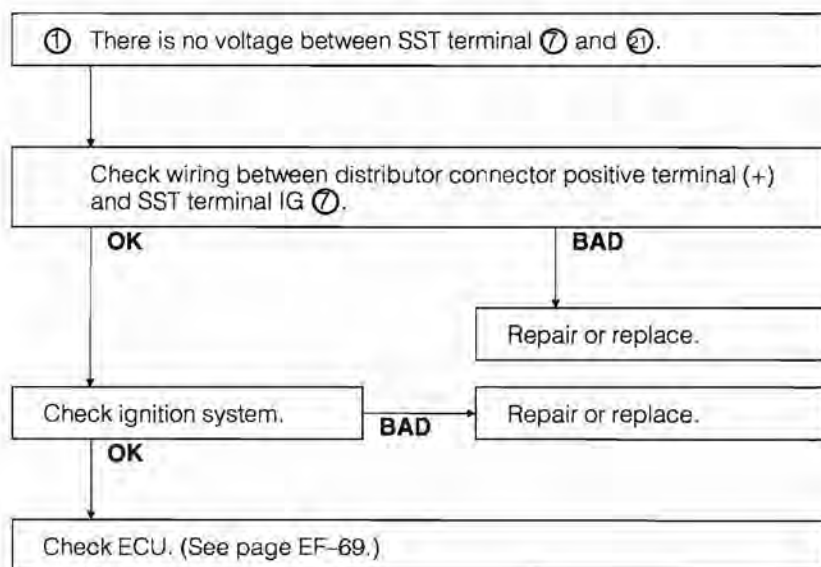 ① There is no voltage between SST terminal ⑦ and ㉑.
Check wiring between distributor connector positive terminal (+)
and SST terminal IG ⑦.
OK
BAD
Repair or replace.
Check ignition system.
BAD
Repair or replace.
OK
Check ECU. (See page EF–69.)